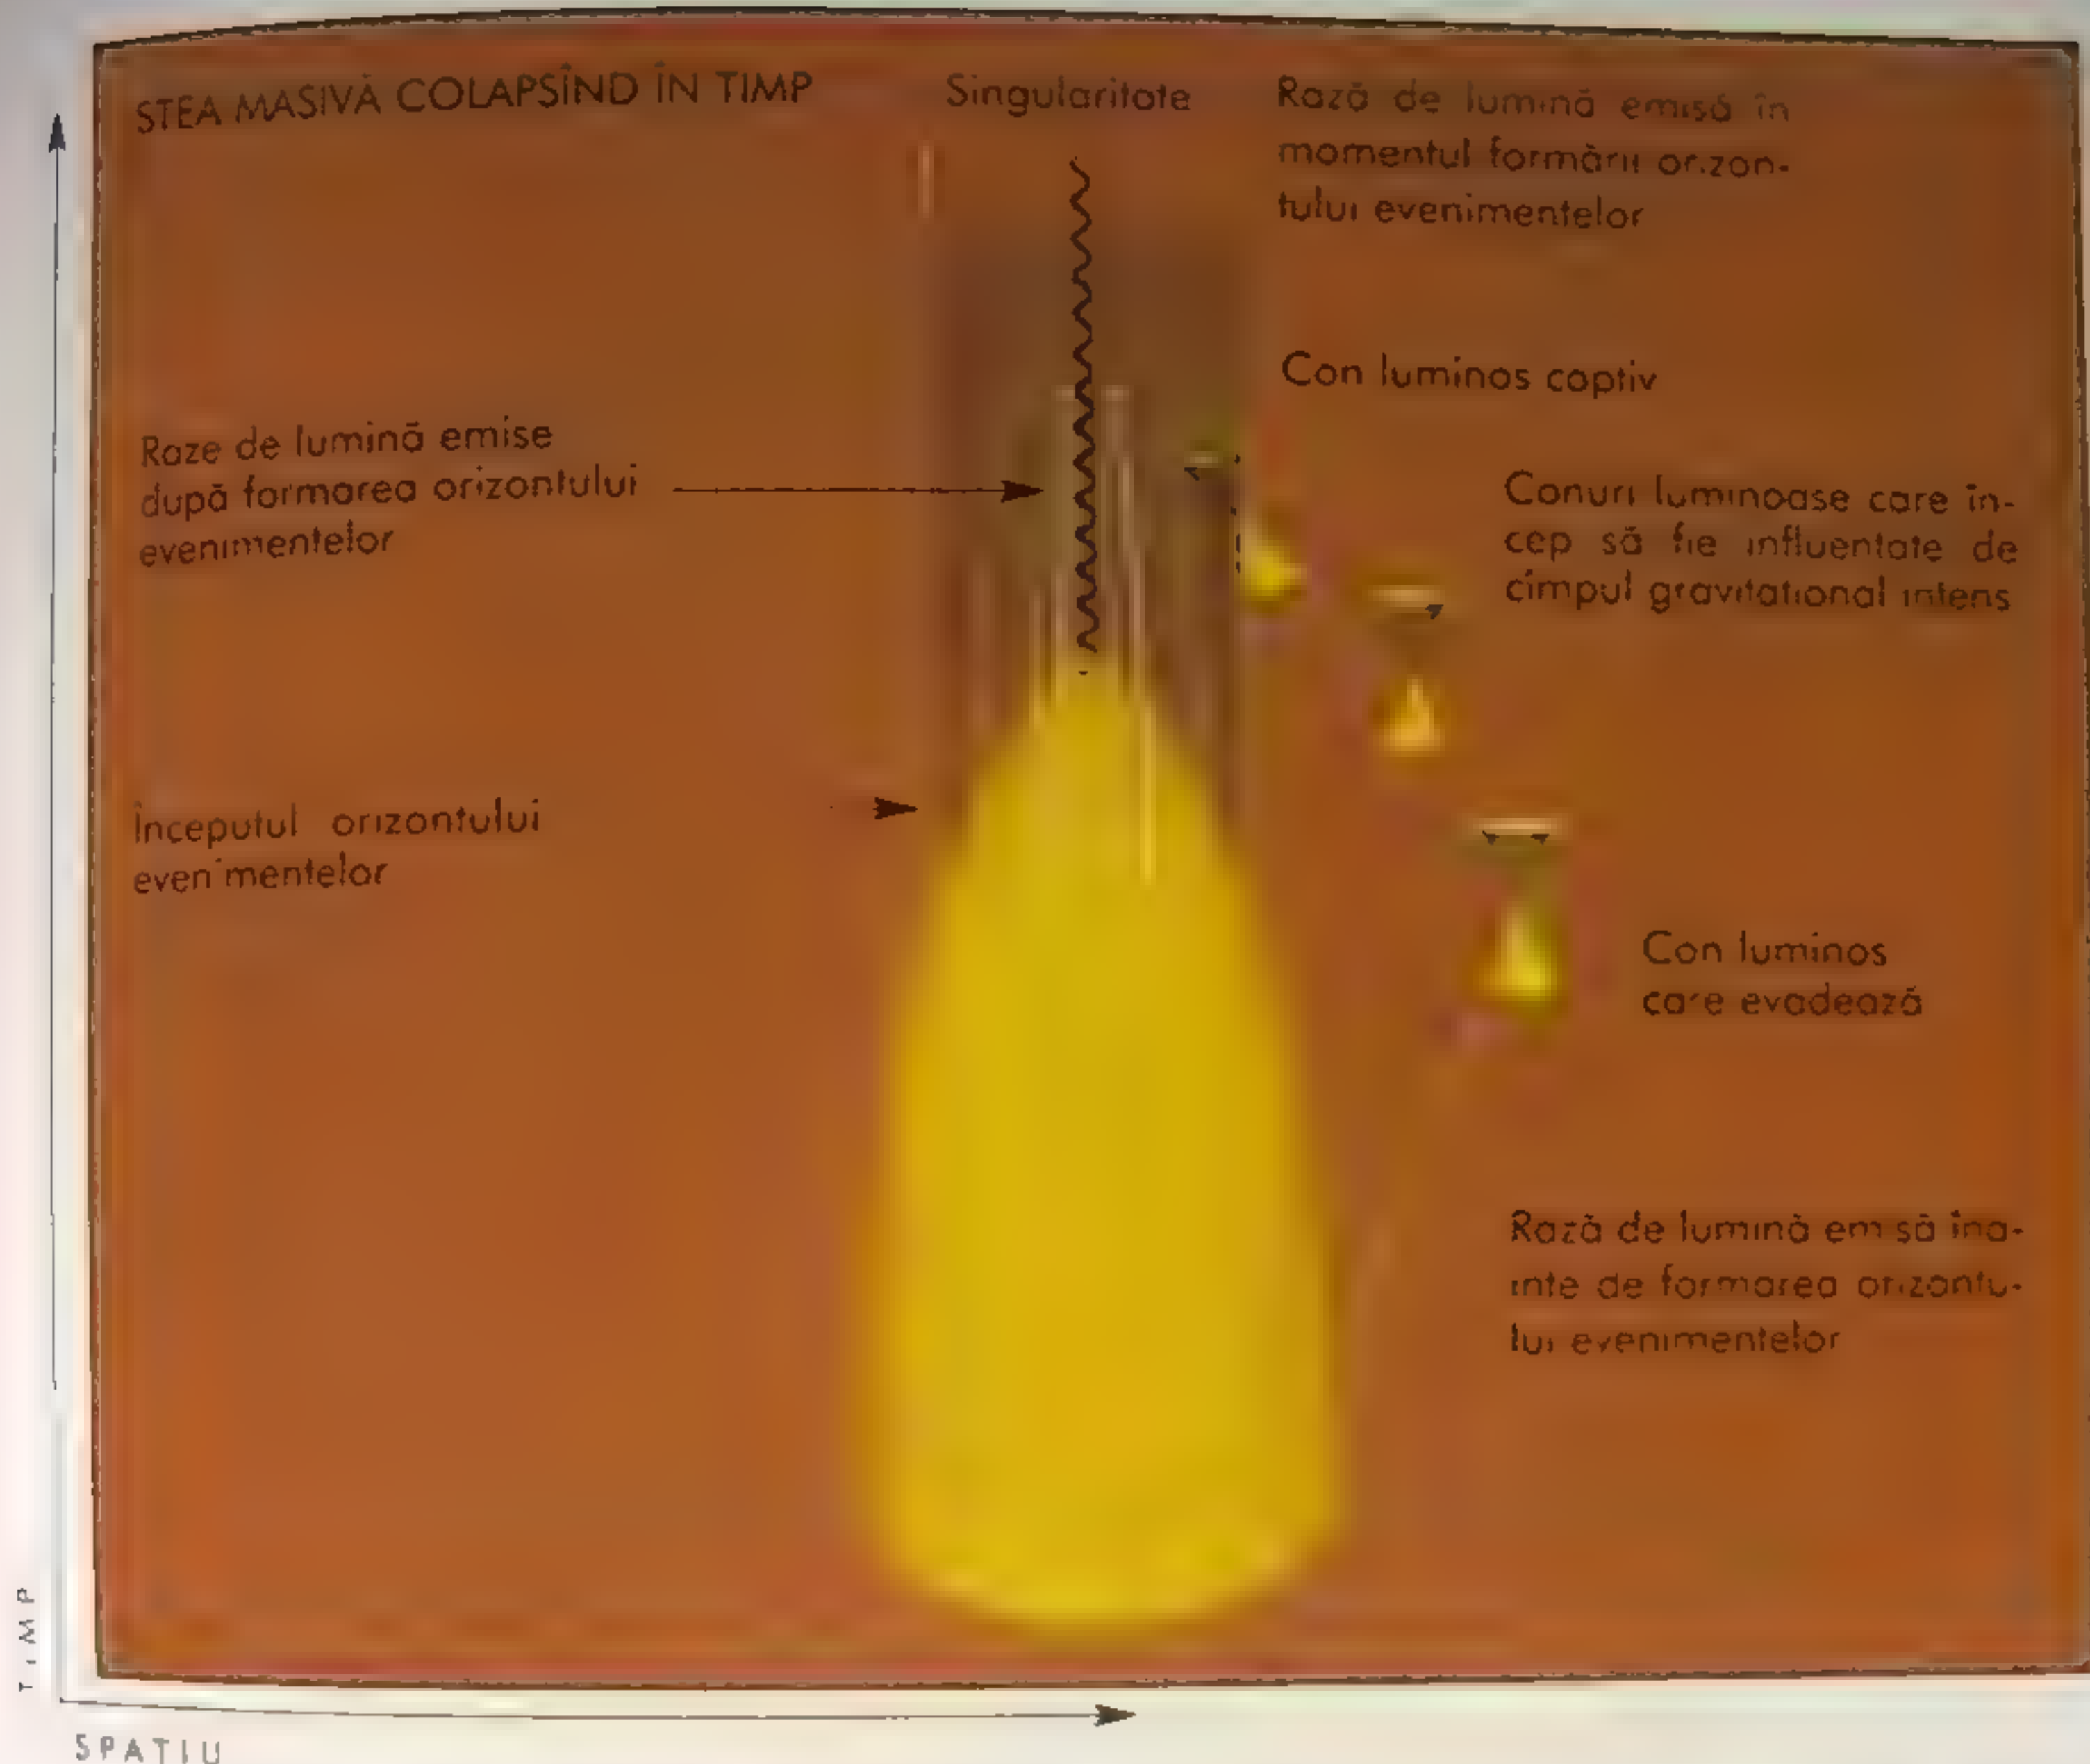 STEA MASIVĂ COLAPSÎND ÎN TIMP
Singularitate
Rază de lumină emisă în
momentul formării orizon-
tului evenimentelor
Con luminos captiv
Raze de lumină emise
după formarea orizontului
evenimentelor
Conuri luminoase care în-
cep să fie influentate de
cîmpul gravitational intens
Începutul orizontului
evenimentelor
Con luminos
care evadează
Rază de lumină emisă îna-
inte de formarea orizontu-
lui evenimentelor
TIMP
SPAȚIU